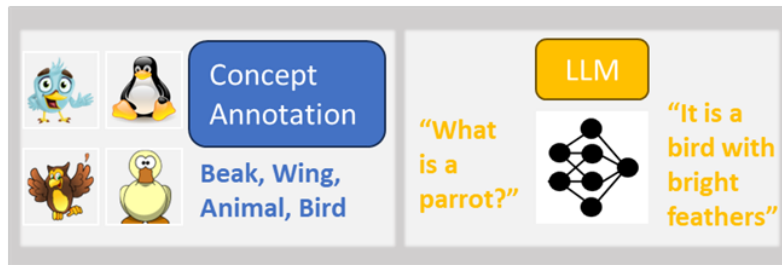 Concept
Annotation
Beak, Wing,
Animal, Bird
LLM
“What
is a
parrot?”
“It is a
bird with
bright
feathers”